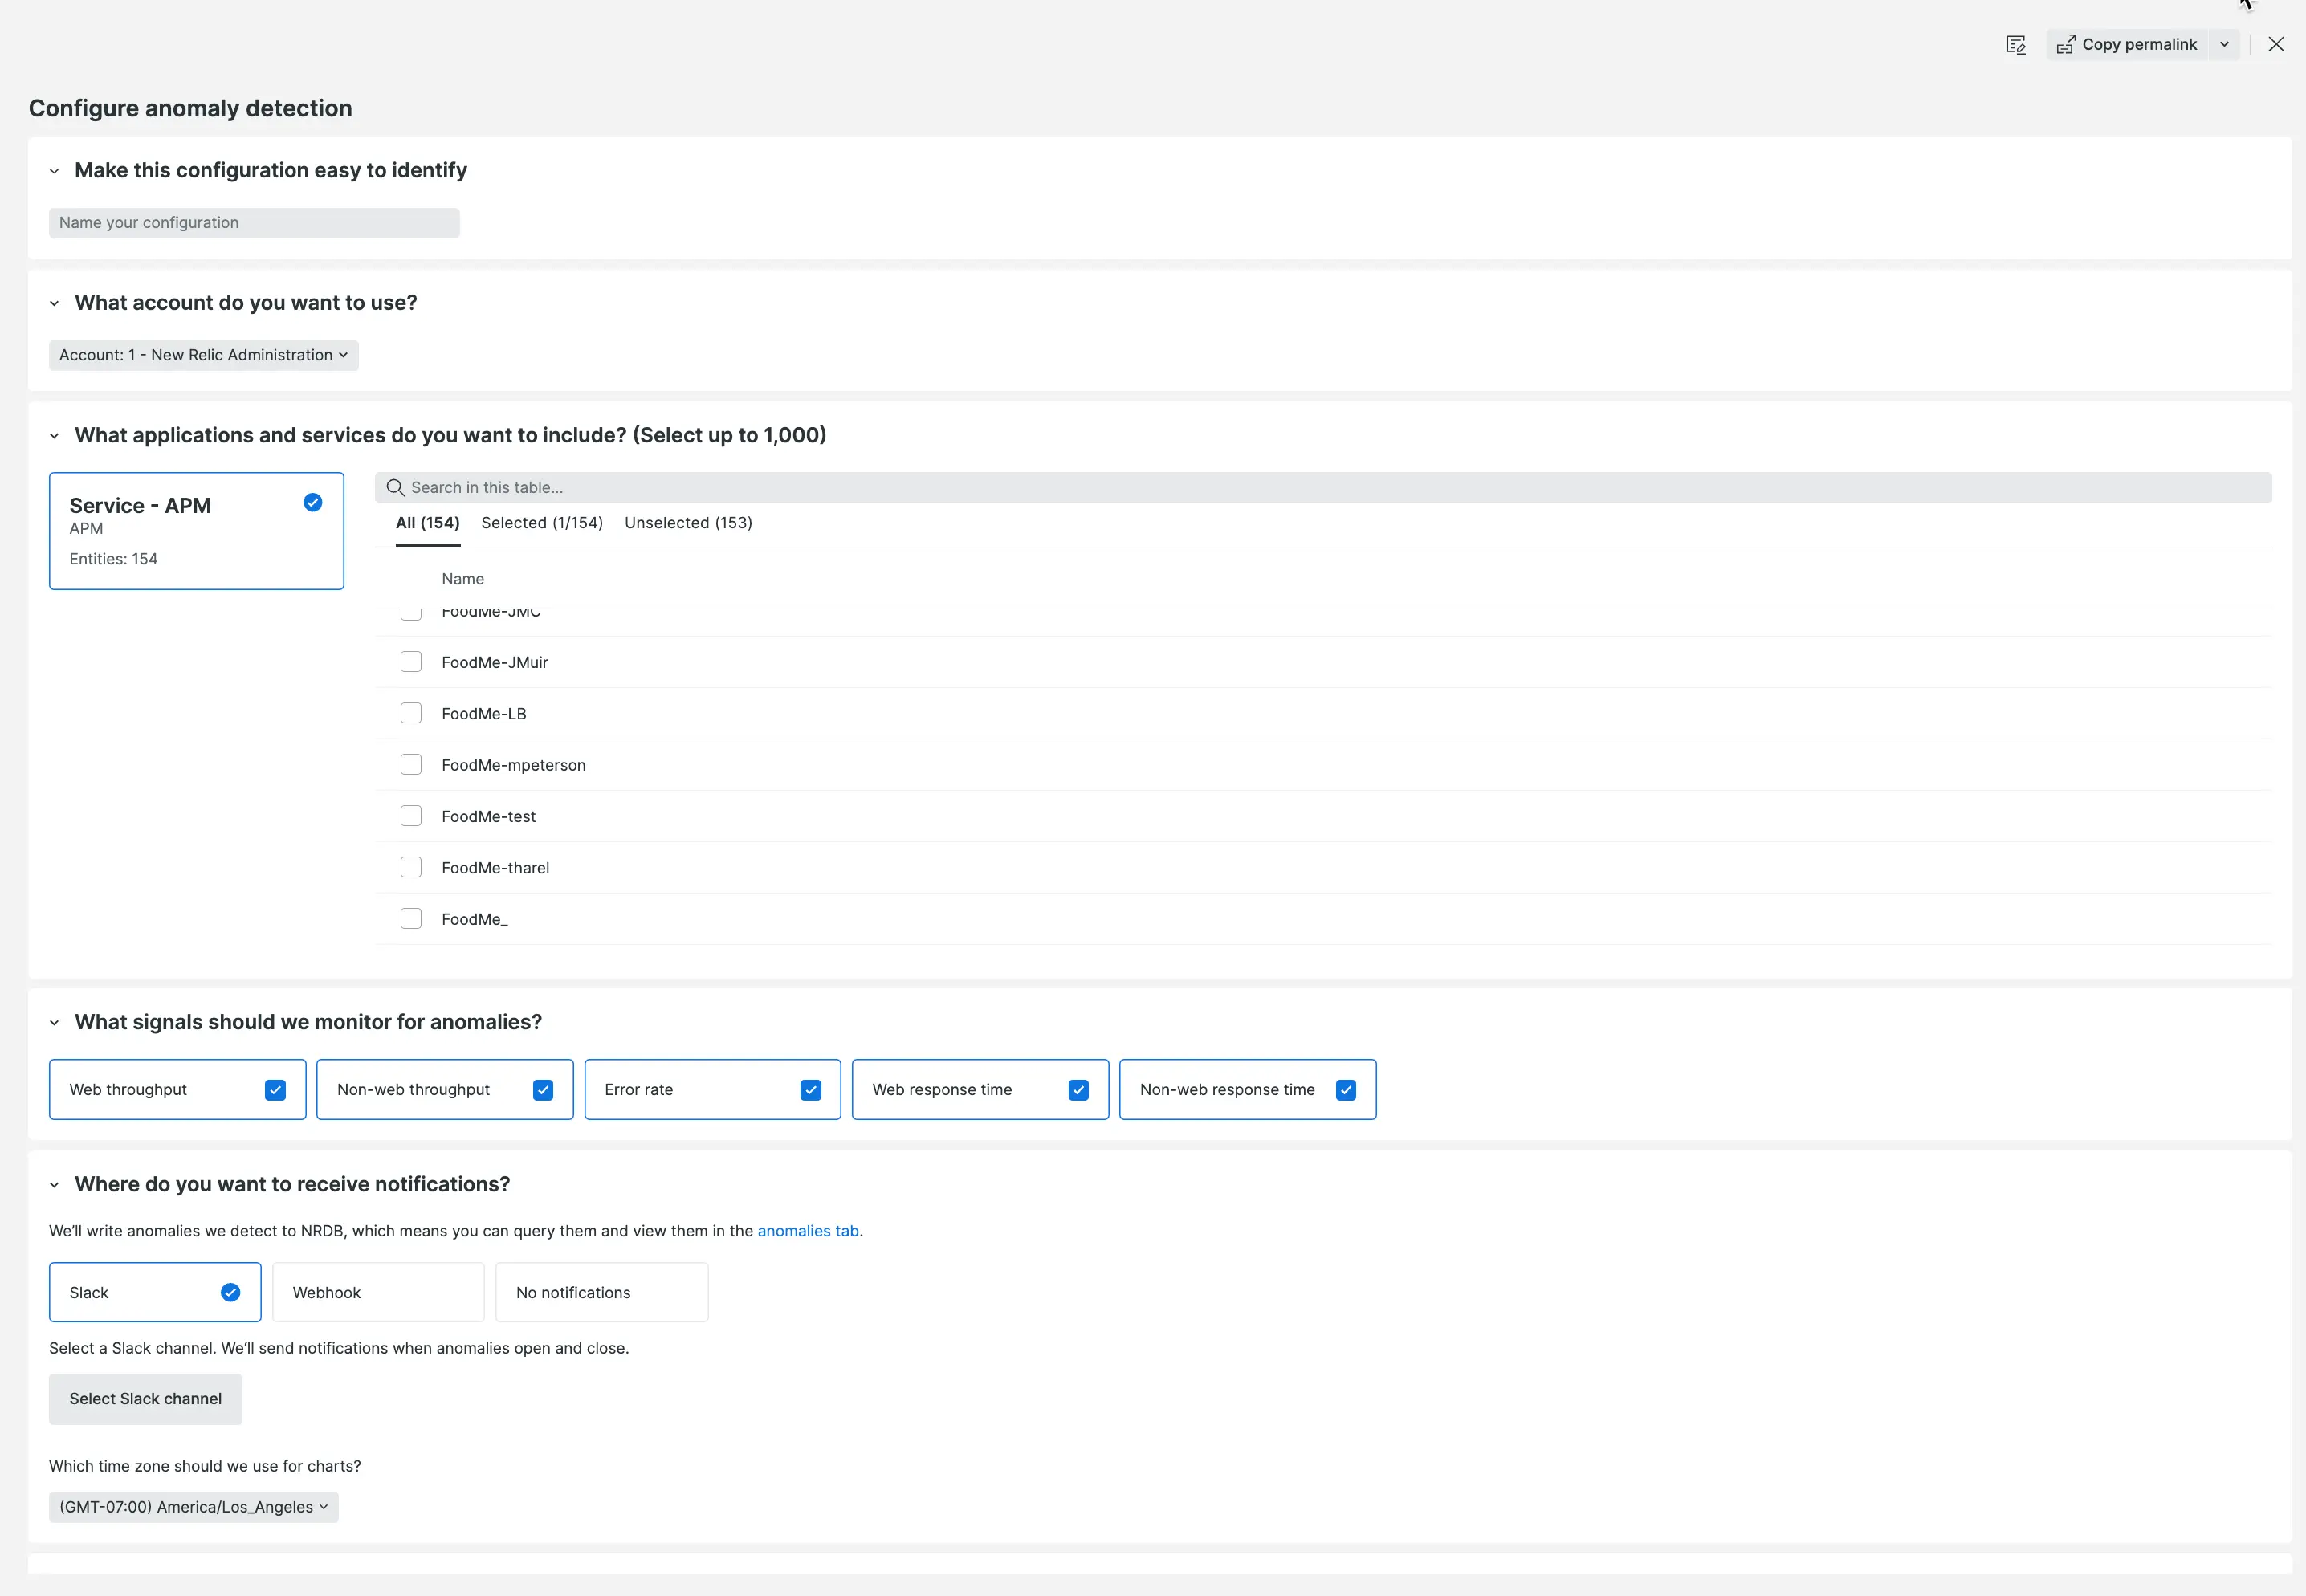 Copy permalink
Configure anomaly detection
Make this configuration easy to identify
Name your configuration
What account do you want to use?
Account: 1 - New Relic Administration
What applications and services do you want to include? (Select up to 1,000)
Service - APM
APM
Entities: 154
Search in this table...
All (154) Selected (1/154) Unselected (153)
Name
FoodMe-JMC
FoodMe-JMuir
FoodMe-LB
FoodMe-mpeterson
FoodMe-test
FoodMe-tharel
FoodMe_
What signals should we monitor for anomalies?
Web throughput Non-web throughput Error rate Web response time Non-web response time
Where do you want to receive notifications?
We'll write anomalies we detect to NRDB, which means you can query them and view them in the anomalies tab.
Slack Webhook No notifications
Select a Slack channel. We'll send notifications when anomalies open and close.
Select Slack channel
Which time zone should we use for charts?
(GMT-07:00) America/Los_Angeles